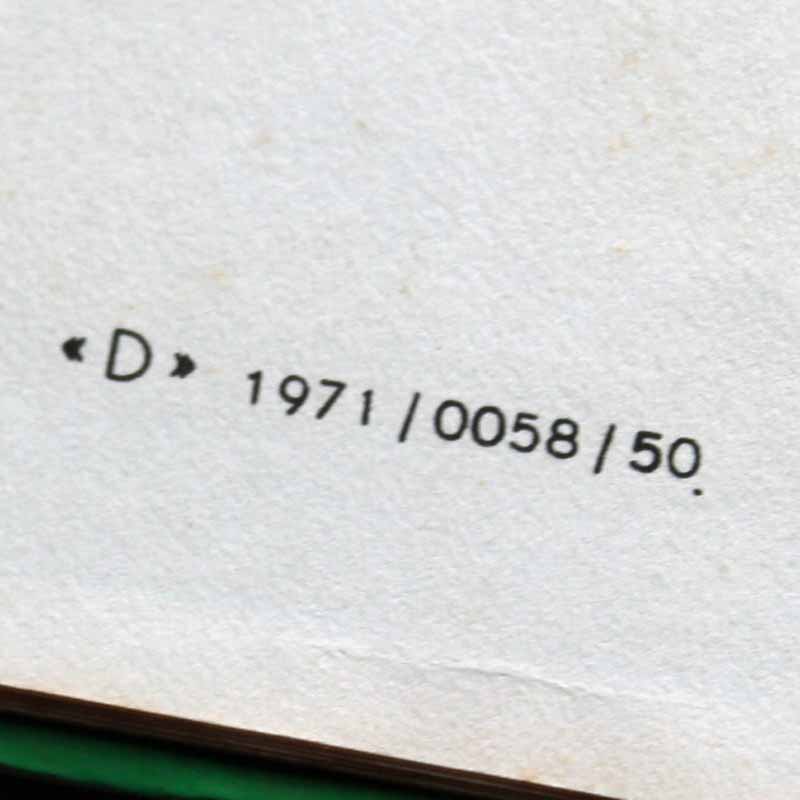 « D » 1971 / 0058 / 50.